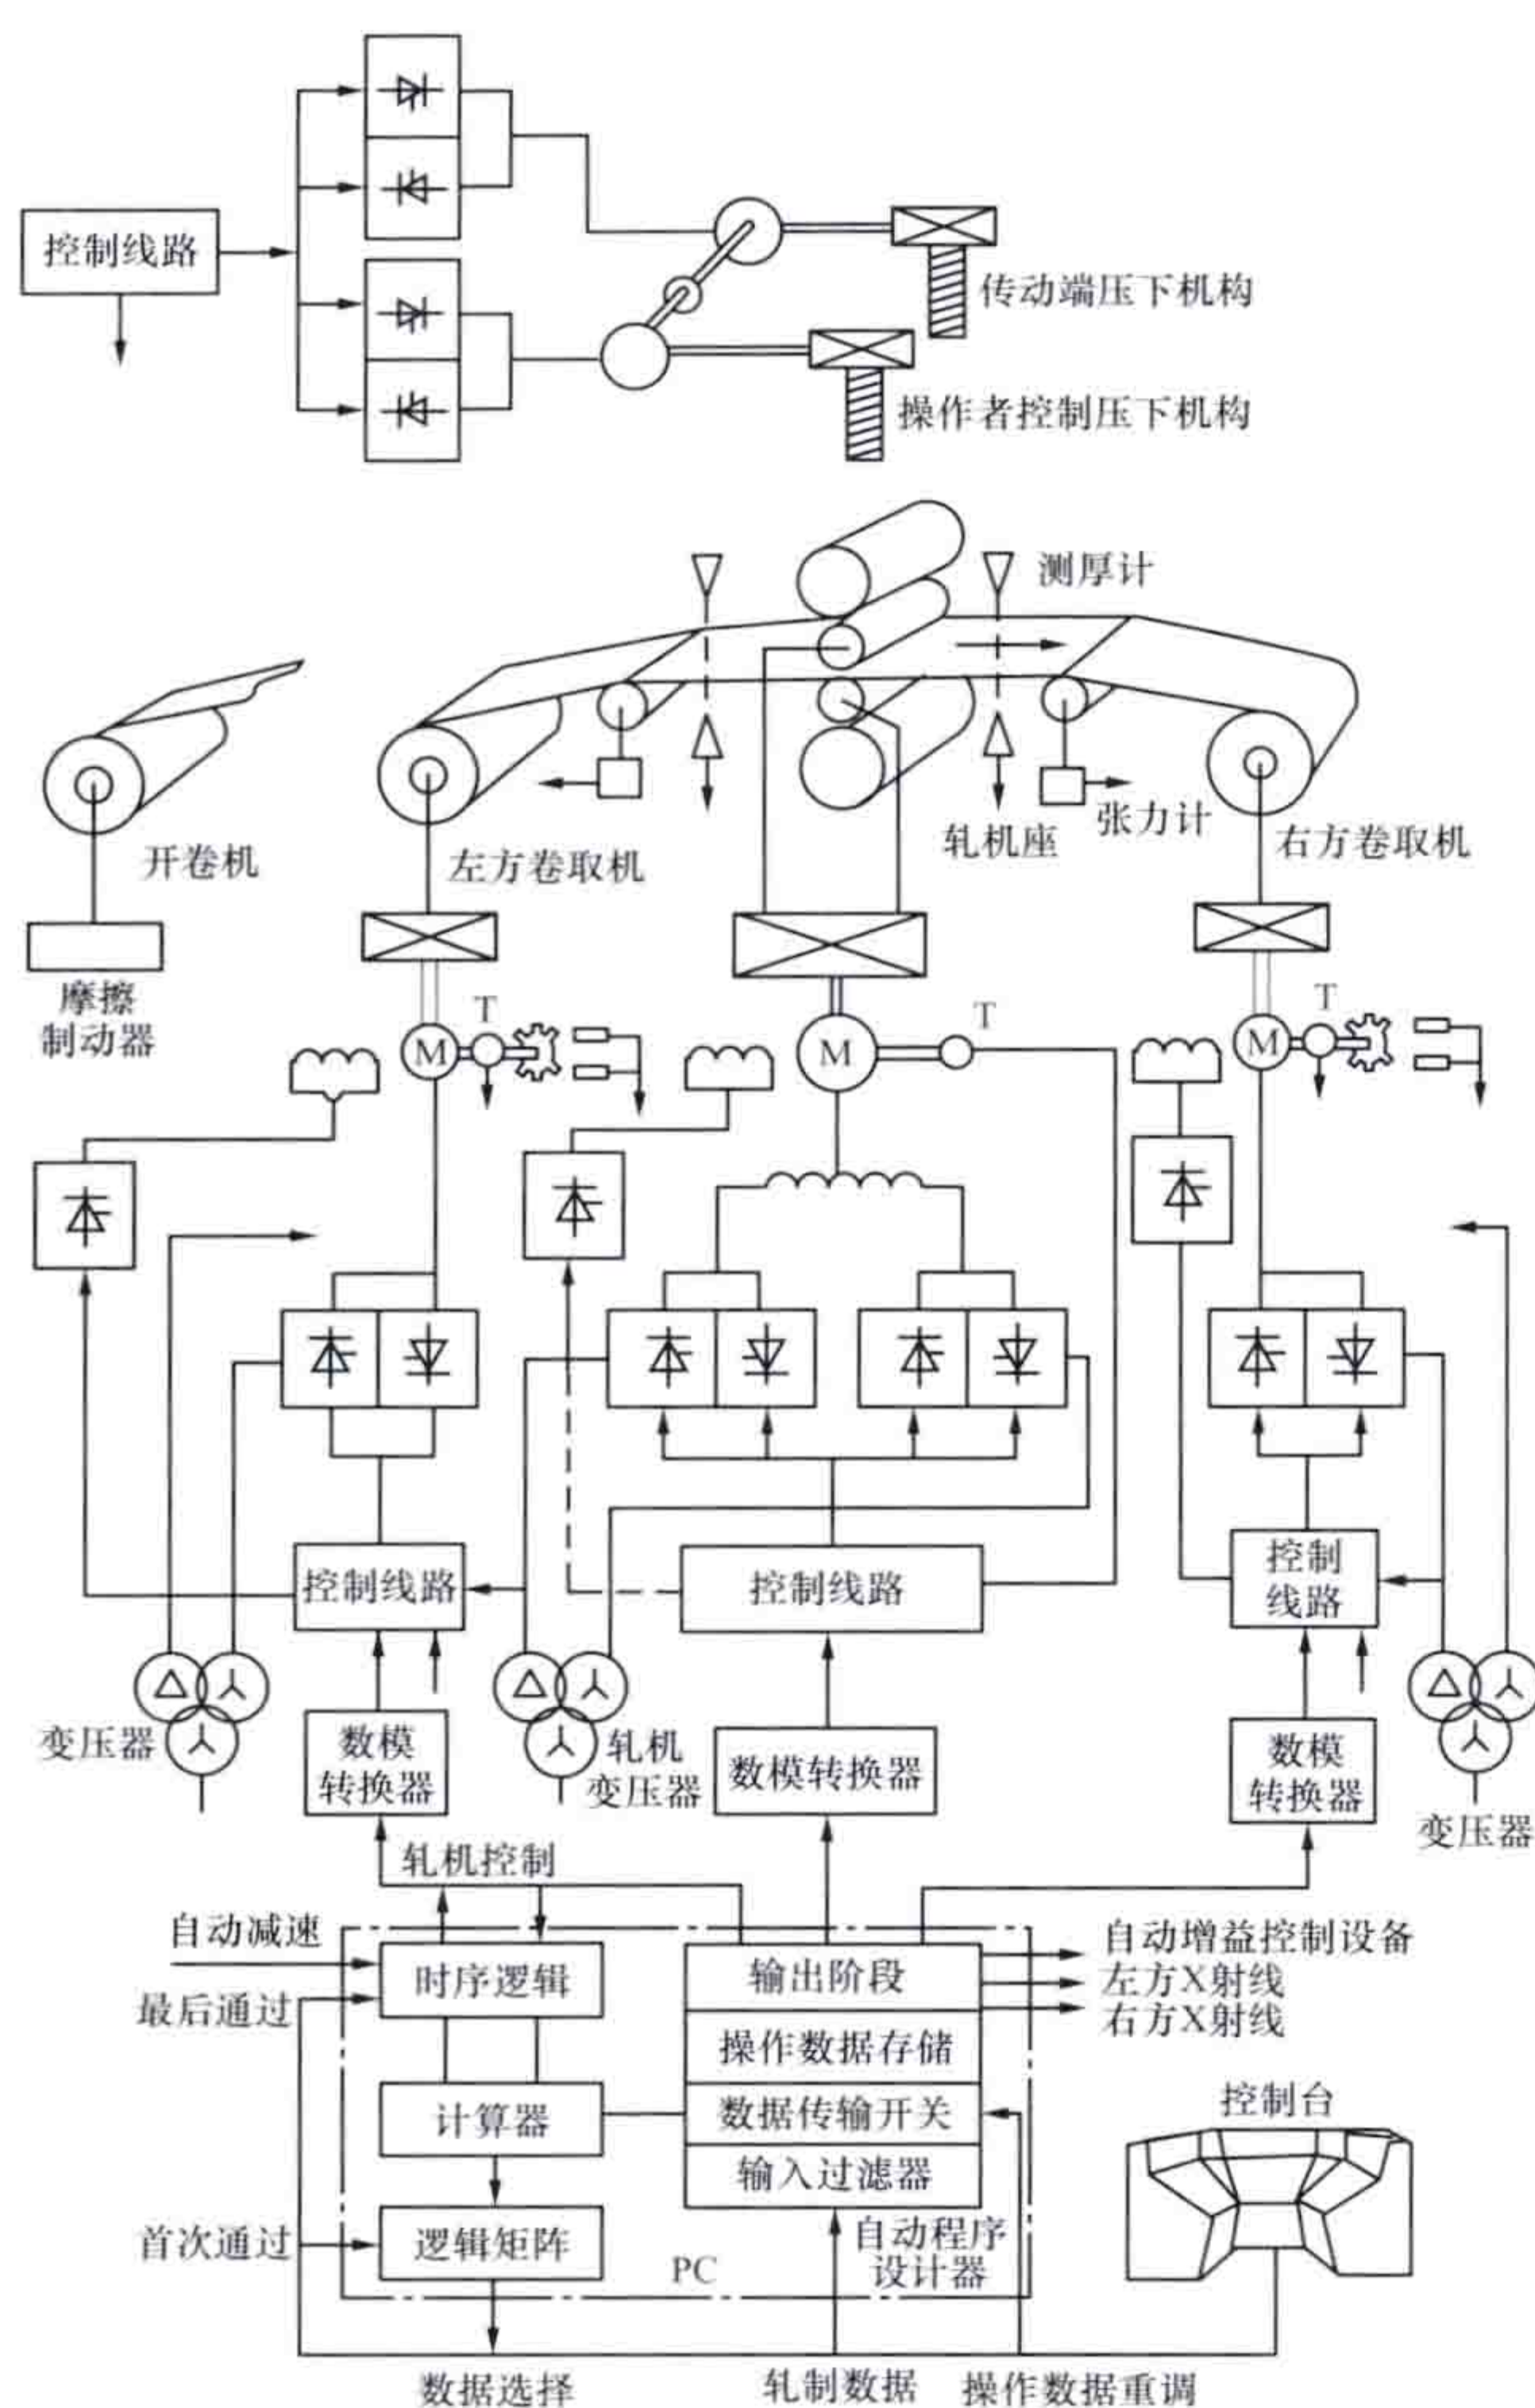 控制线路
传动端压下机构
操作者控制压下机构
测厚计
开卷机
左方卷取机
轧机座
张力计
右方卷取机
摩擦
制动器
T
T
T
M
M
M
控制线路
控制线路
控制
线路
变压器
数模
转换器
轧机
变压器
数模转换器
数模
转换器
变压器
轧机控制
自动减速
最后通过
时序逻辑
输出阶段
自动增益控制设备
左方X射线
右方X射线
操作数据存储
计算器
数据传输开关
控制台
输入过滤器
首次通过
逻辑矩阵
PC
自动程序
设计器
数据选择
轧制数据
操作数据重调